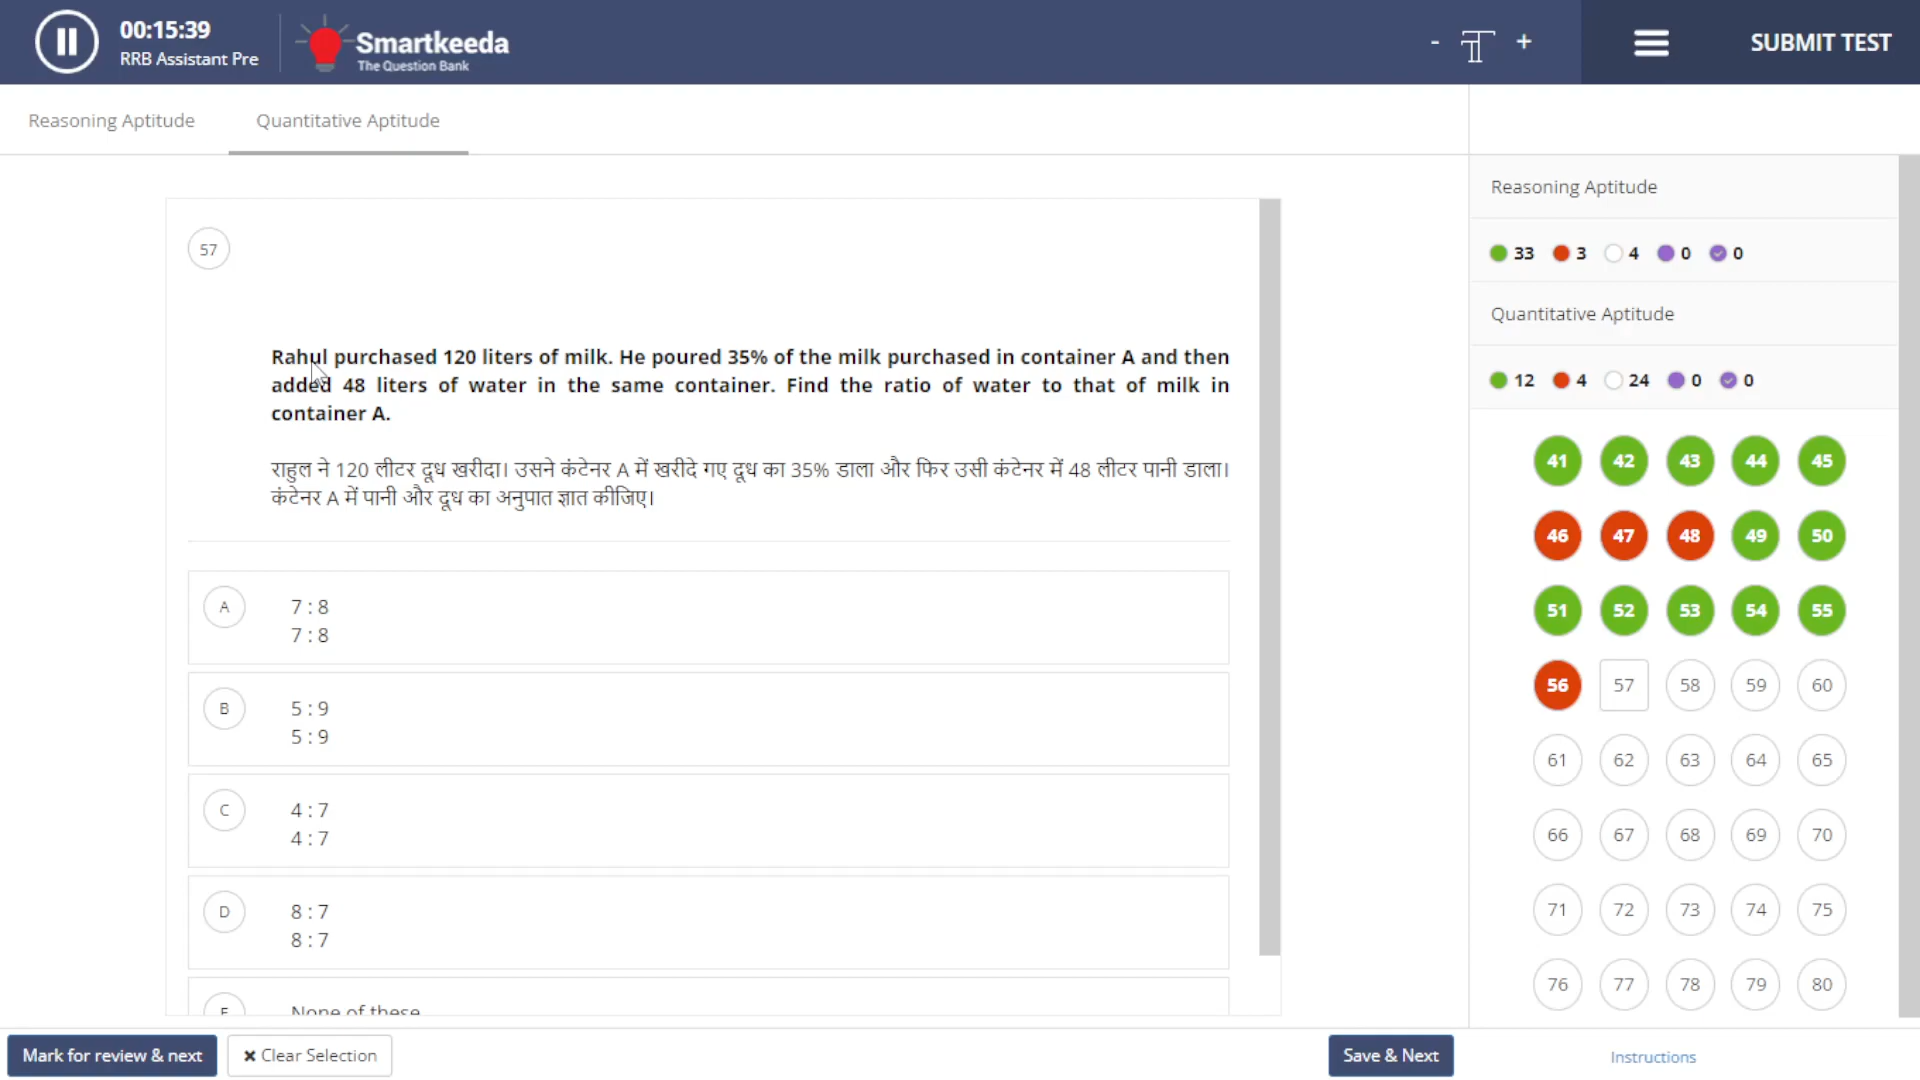 00:15:39
RRB Assistant Pre
Smartkeeda
The Question Bank
- T +
SUBMIT TEST
Reasoning Aptitude
Quantitative Aptitude
57
Rahul purchased 120 liters of milk. He poured 35% of the milk purchased in container A and then
added 48 liters of water in the same container. Find the ratio of water to that of milk in
container A.
राहुल ने 120 लीटर दूध खरीदा। उसने कंटेनर A में खरीदे गए दूध का 35% डाला और फिर उसी कंटेनर में 48 लीटर पानी डाला।
कंटेनर A में पानी और दूध का अनुपात ज्ञात कीजिए।
A
7 : 8
7 : 8
B
5 : 9
5 : 9
C
4 : 7
4 : 7
D
8 : 7
8 : 7
E
None of these
Mark for review & next
✖ Clear Selection
Save & Next
Reasoning Aptitude
33 3 4 0 0
Quantitative Aptitude
12 4 24 0 0
41 42 43 44 45
46 47 48 49 50
51 52 53 54 55
56 57 58 59 60
61 62 63 64 65
66 67 68 69 70
71 72 73 74 75
76 77 78 79 80
Instructions